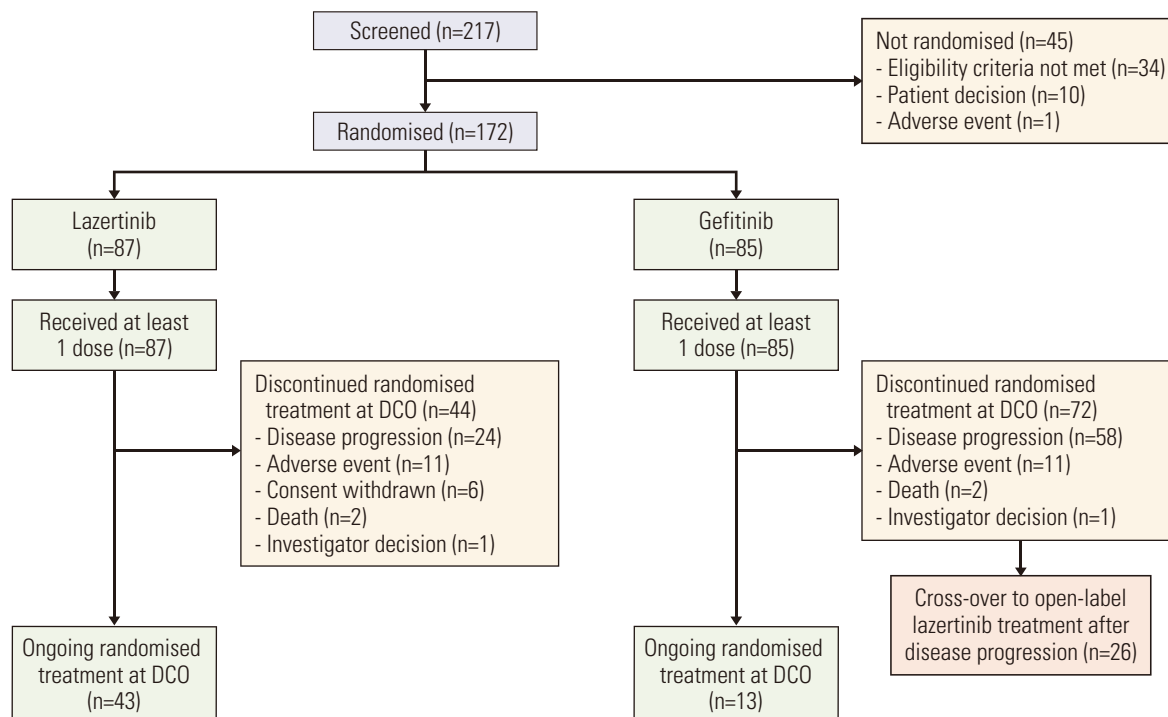 Screened (n=217)
Not randomised (n=45)
- Eligibility criteria not met (n=34)
- Patient decision (n=10)
- Adverse event (n=1)
Randomised (n=172)
Lazertinib
(n=87)
Gefitinib
(n=85)
Received at least
1 dose (n=87)
Received at least
1 dose (n=85)
Discontinued randomised
treatment at DCO (n=44)
- Disease progression (n=24)
- Adverse event (n=11)
- Consent withdrawn (n=6)
- Death (n=2)
- Investigator decision (n=1)
Discontinued randomised
treatment at DCO (n=72)
- Disease progression (n=58)
- Adverse event (n=11)
- Death (n=2)
- Investigator decision (n=1)
Cross-over to open-label
lazertinib treatment after
disease progression (n=26)
Ongoing randomised
treatment at DCO
(n=43)
Ongoing randomised
treatment at DCO
(n=13)